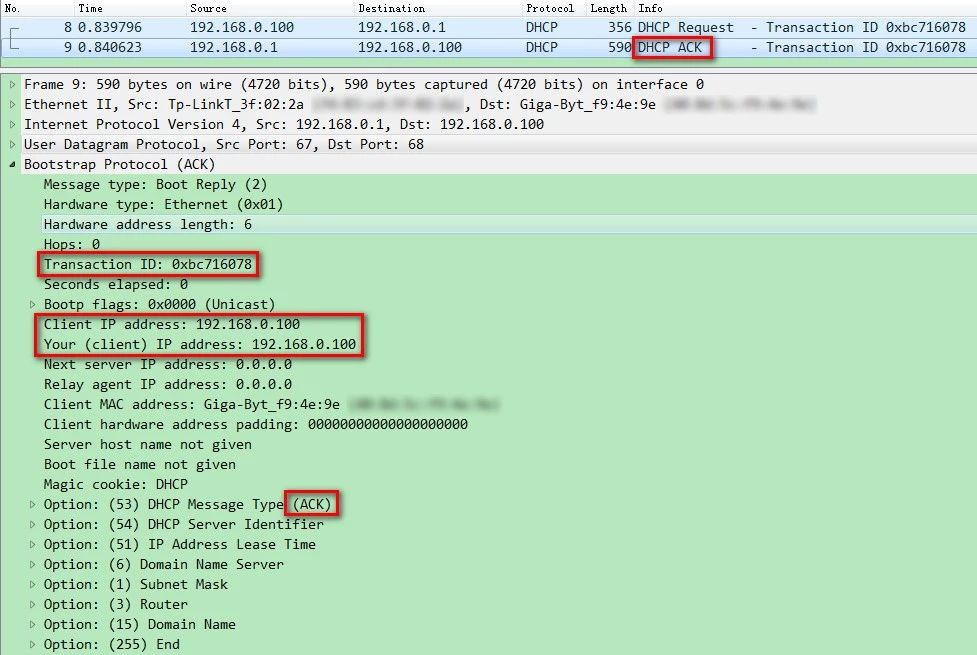 No. Time Source Destination Protocol Length Info
8 0.839796 192.168.0.100 192.168.0.1 DHCP 356 DHCP Request - Transaction ID 0xbc716078
9 0.840623 192.168.0.1 192.168.0.100 DHCP 590 DHCP ACK - Transaction ID 0xbc716078
Frame 9: 590 bytes on wire (4720 bits), 590 bytes captured (4720 bits) on interface 0
Ethernet II, Src: Tp-LinkT_3f:02:2a , Dst: Giga-Byt_f9:4e:9e
Internet Protocol Version 4, Src: 192.168.0.1, Dst: 192.168.0.100
User Datagram Protocol, Src Port: 67, Dst Port: 68
Bootstrap Protocol (ACK)
Message type: Boot Reply (2)
Hardware type: Ethernet (0x01)
Hardware address length: 6
Hops: 0
Transaction ID: 0xbc716078
Seconds elapsed: 0
Bootp flags: 0x0000 (Unicast)
Client IP address: 192.168.0.100
Your (client) IP address: 192.168.0.100
Next server IP address: 0.0.0.0
Relay agent IP address: 0.0.0.0
Client MAC address: Giga-Byt_f9:4e:9e
Client hardware address padding: 00000000000000000000
Server host name not given
Boot file name not given
Magic cookie: DHCP
Option: (53) DHCP Message Type (ACK)
Option: (54) DHCP Server Identifier
Option: (51) IP Address Lease Time
Option: (6) Domain Name Server
Option: (1) Subnet Mask
Option: (3) Router
Option: (15) Domain Name
Option: (255) End